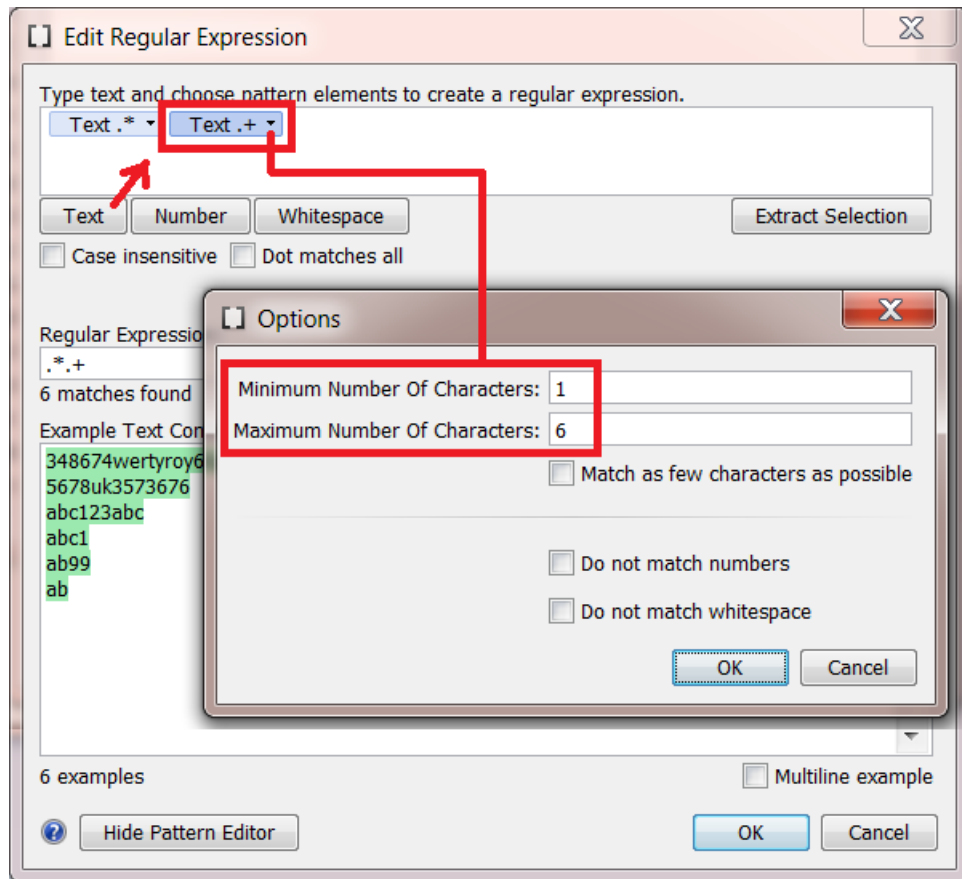 [] Edit Regular Expression
Type text and choose pattern elements to create a regular expression.
Text .* Text .+
Text Number Whitespace Extract Selection
Case insensitive Dot matches all
[] Options
Regular Expressio
.*.+
6 matches found
Minimum Number Of Characters: 1
Maximum Number Of Characters: 6
Example Text Con
348674wertyroy6
5678uk3573676
abc123abc
abc1
ab99
ab
Match as few characters as possible
Do not match numbers
Do not match whitespace
OK Cancel
6 examples Multiline example
? Hide Pattern Editor OK Cancel